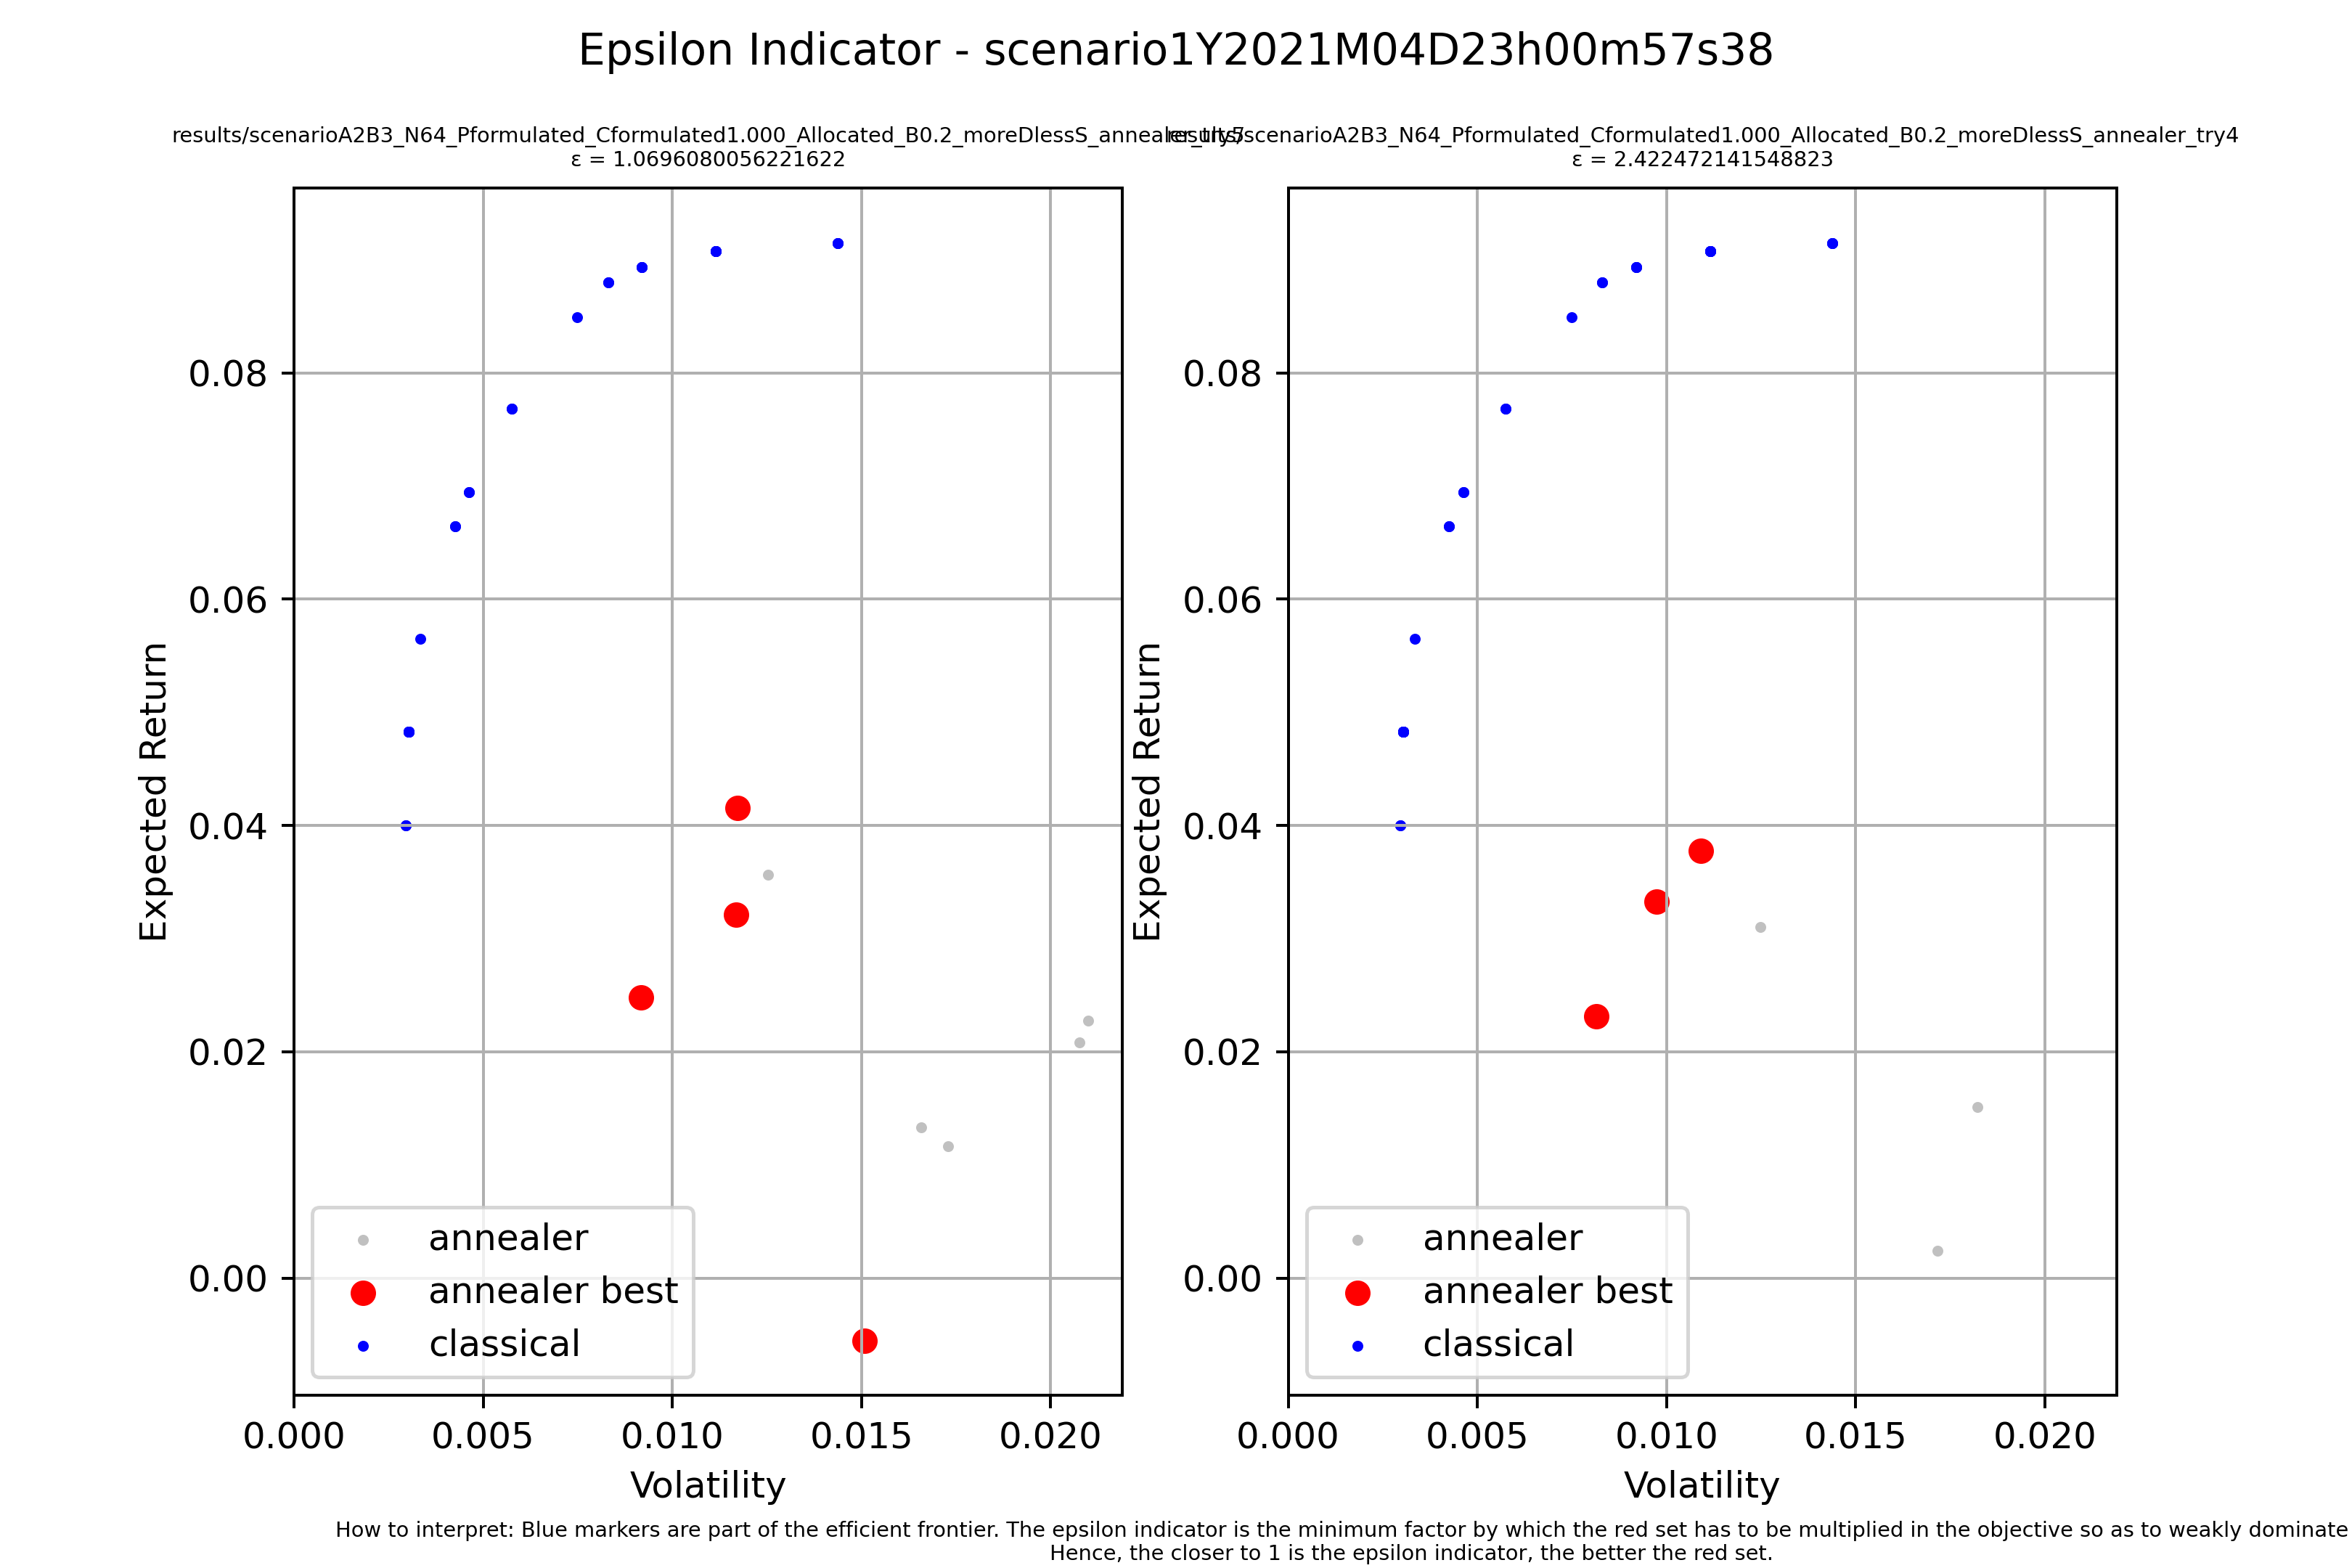 Epsilon Indicator - scenario1Y2021M04D23h00m57s38
results/scenarioA2B3_N64_Pformulated_Cformulated1.000_Allocated_B0.2_moreDlessS_annealer_try5
ε = 1.0696080056221622
results/scenarioA2B3_N64_Pformulated_Cformulated1.000_Allocated_B0.2_moreDlessS_annealer_try4
ε = 2.422472141548823
Expected Return
0.08
0.06
0.04
0.02
0.00
annealer
annealer best
classical
0.000 0.005 0.010 0.015 0.020
Volatility
Expected Return
0.08
0.06
0.04
0.02
0.00
annealer
annealer best
classical
0.000 0.005 0.010 0.015 0.020
Volatility
How to interpret: Blue markers are part of the efficient frontier. The epsilon indicator is the minimum factor by which the red set has to be multiplied in the objective so as to weakly dominate
Hence, the closer to 1 is the epsilon indicator, the better the red set.